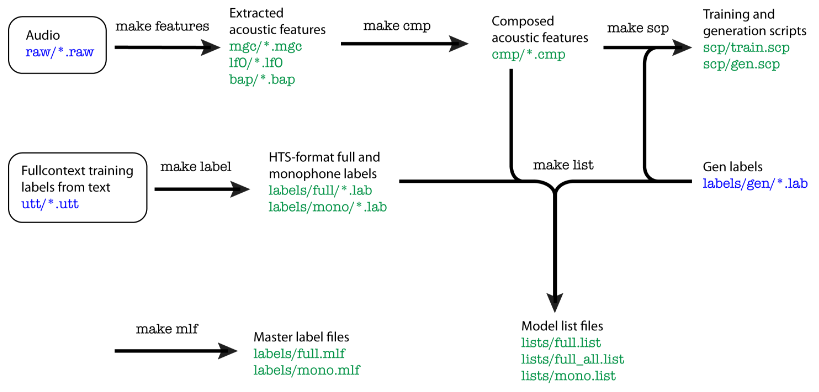 Audio
raw/*.raw
make features
Extracted
acoustic features
mgc/*.mgc
lf0/*.lf0
bap/*.bap
make cmp
Composed
acoustic features
cmp/*.cmp
make scp
Training and
generation scripts
scp/train.scp
scp/gen.scp
Fullcontext training
labels from text
utt/*.utt
make label
HTS-format full and
monophone labels
labels/full/*.lab
labels/mono/*.lab
make list
Gen labels
labels/gen/*.lab
make mlf
Master label files
labels/full.mlf
labels/mono.mlf
Model list files
lists/full.list
lists/full_all.list
lists/mono.list